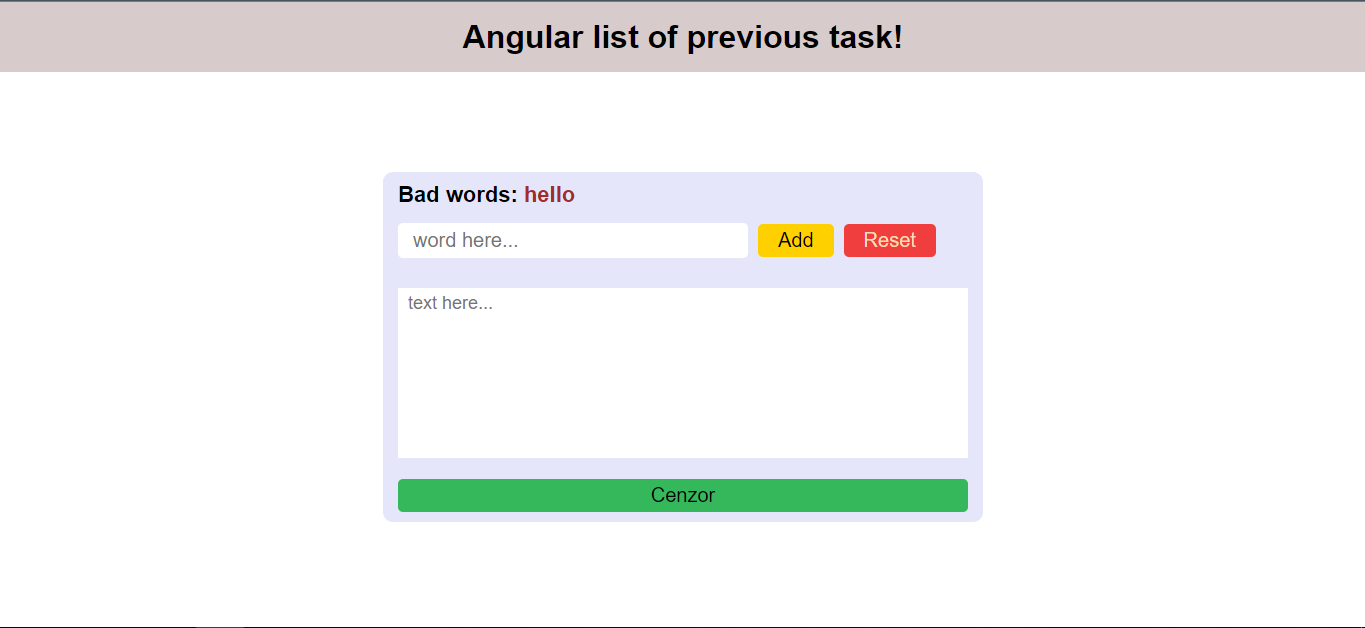 Angular list of previous task!
Bad words: hello
word here... Add Reset
text here...
Cenzor